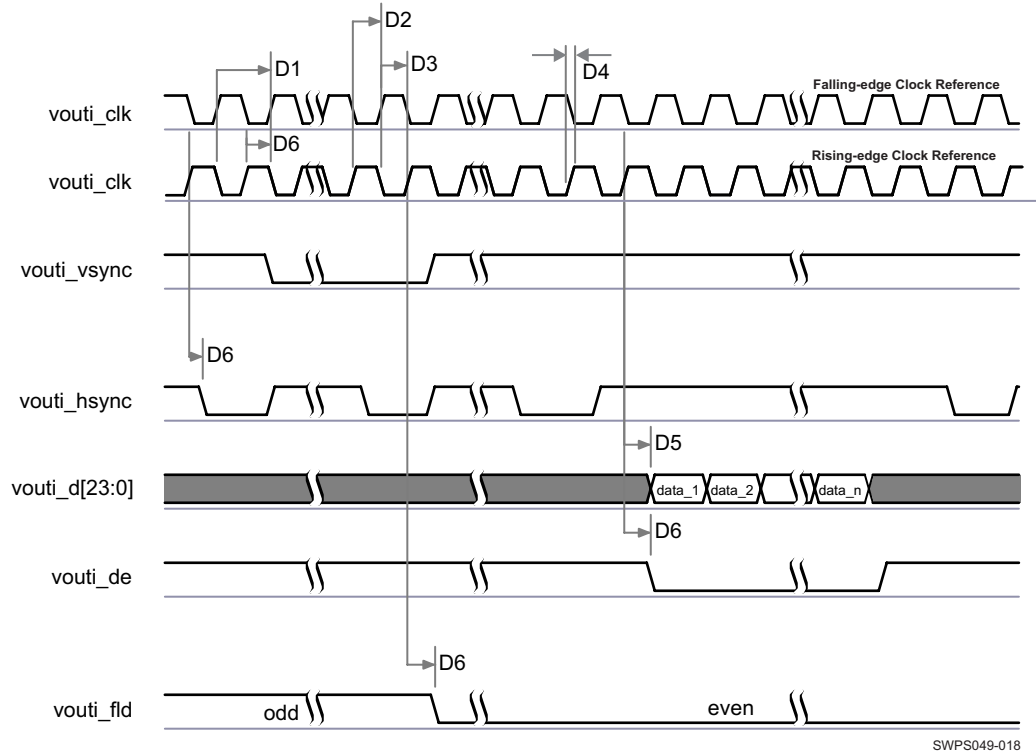 D2
D3
D4
D1
Falling-edge Clock Reference
vouti_clk
D6
Rising-edge Clock Reference
vouti_clk
vouti_vsync
D6
vouti_hsync
D5
vouti_d[23:0]
data_1 data_2 data_n
D6
vouti_de
D6
vouti_fld
odd even
SWPS049-018